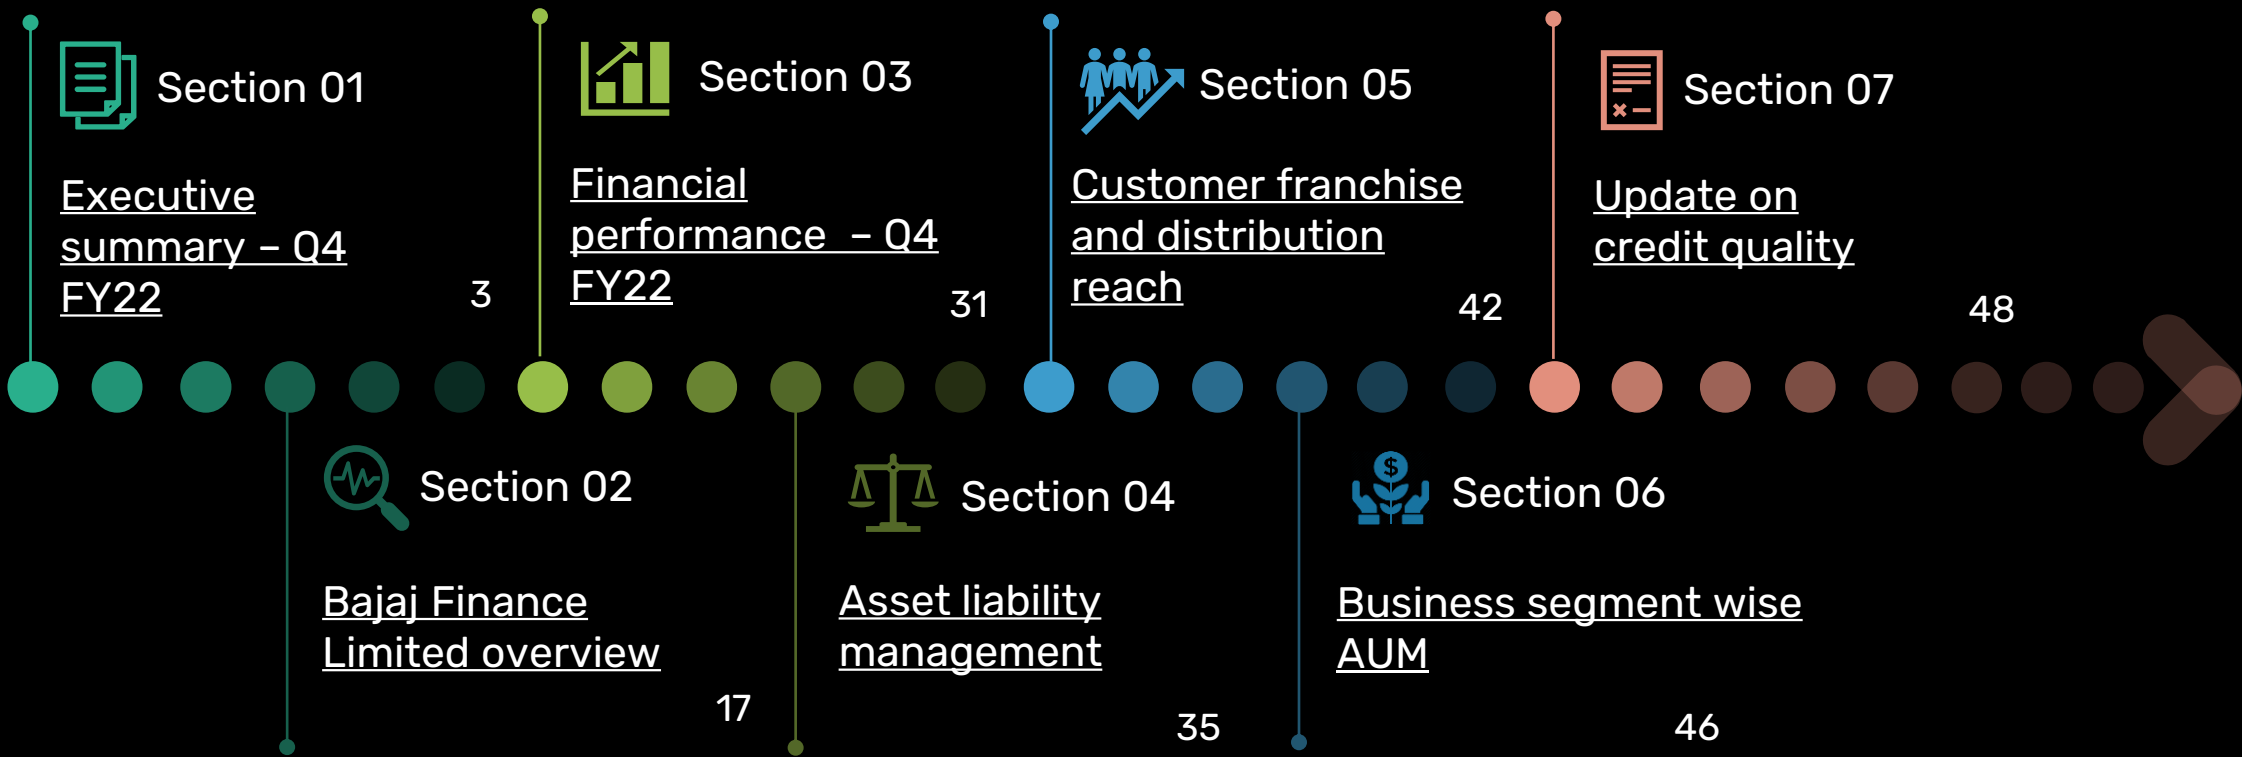 Section 01
Executive
summary – Q4
FY22
3
Section 02
Bajaj Finance
Limited overview
17
Section 03
Financial
performance – Q4
FY22
31
Section 04
Asset liability
management
35
Section 05
Customer franchise
and distribution
reach
42
$
Section 06
Business segment wise
AUM
46
Section 07
Update on
credit quality
48